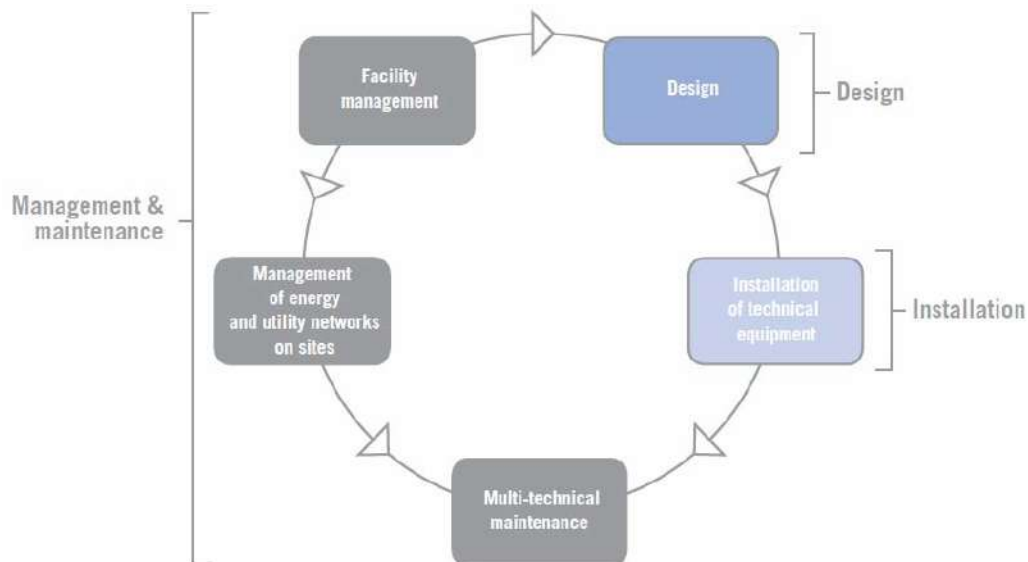 Facility
management
Design
Design
Management &
maintenance
Management
of energy
and utility networks
on sites
Installation
of technical
equipment
Installation
Multi-technical
maintenance